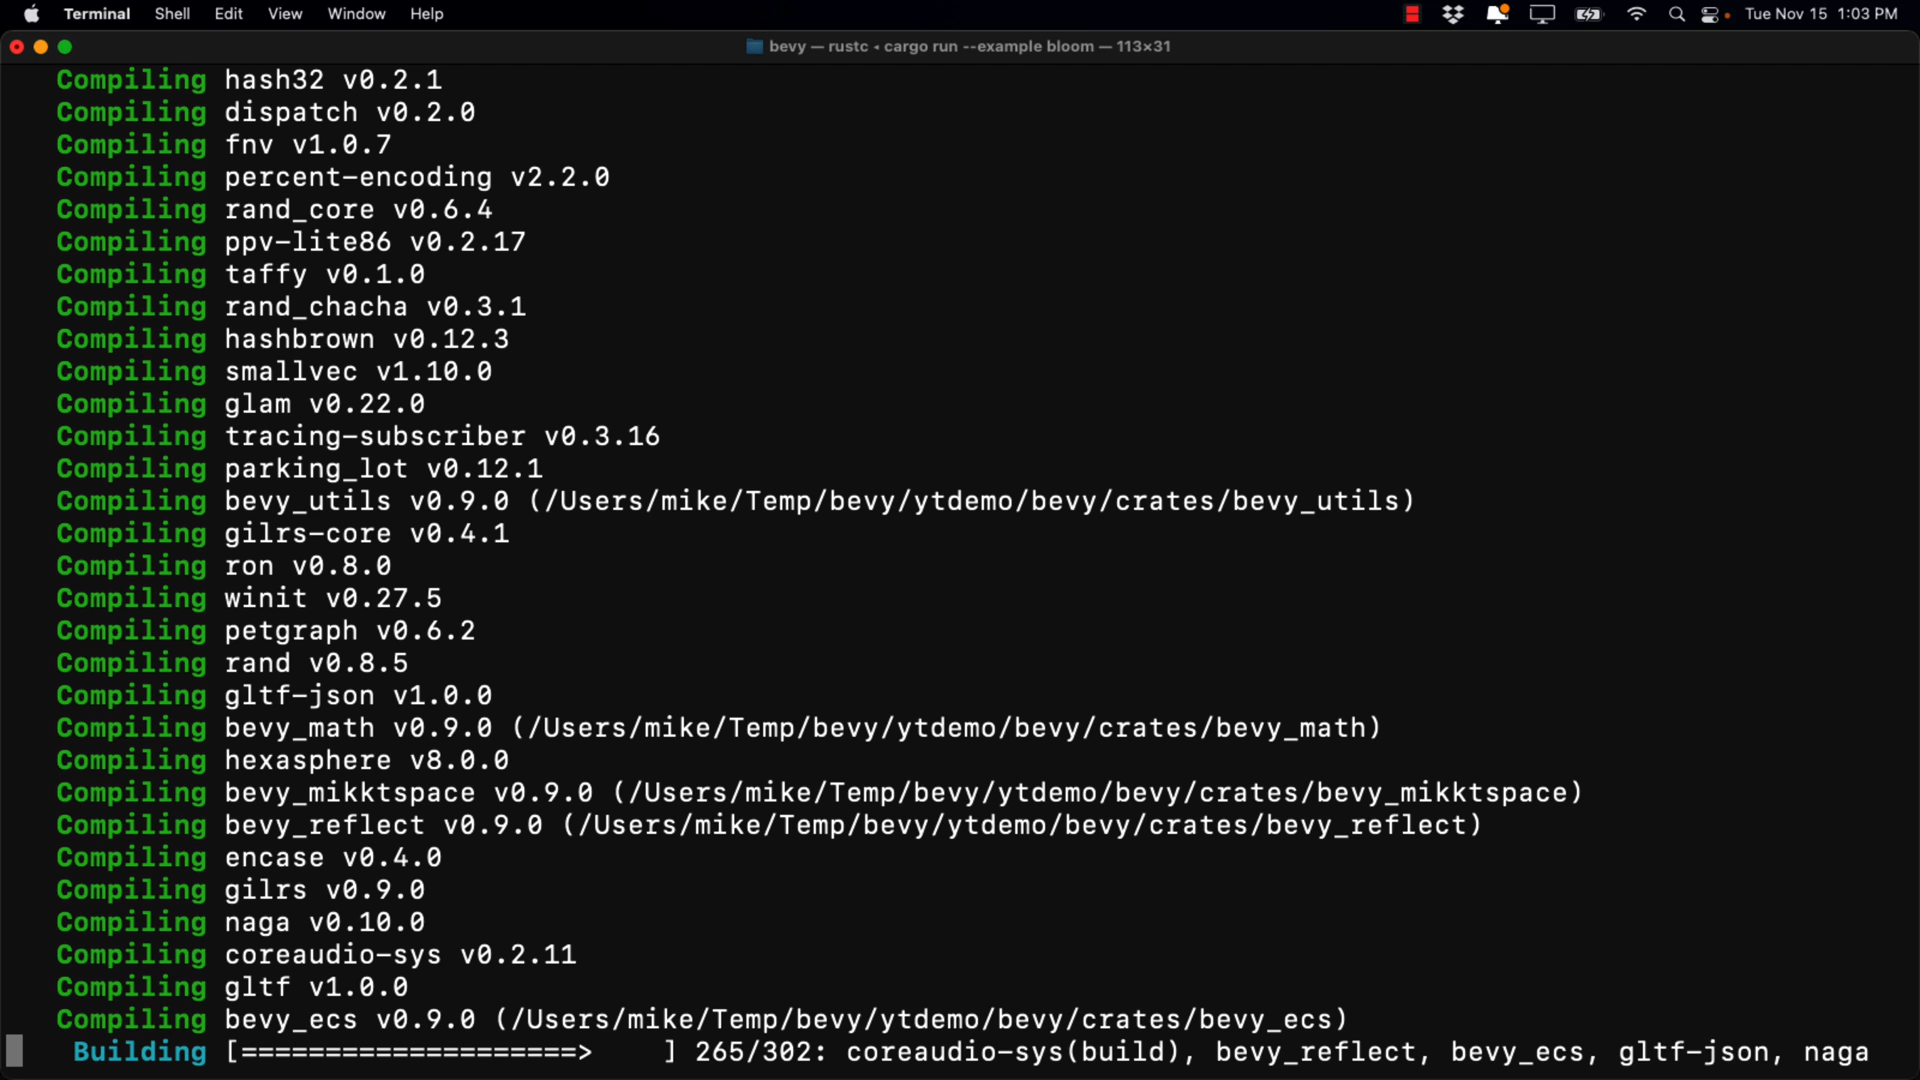 Terminal Shell Edit View Window Help Tue Nov 15 1:03 PM
bevy — rustc ◂ cargo run --example bloom — 113×31
Compiling hash32 v0.2.1
Compiling dispatch v0.2.0
Compiling fnv v1.0.7
Compiling percent-encoding v2.2.0
Compiling rand_core v0.6.4
Compiling ppv-lite86 v0.2.17
Compiling taffy v0.1.0
Compiling rand_chacha v0.3.1
Compiling hashbrown v0.12.3
Compiling smallvec v1.10.0
Compiling glam v0.22.0
Compiling tracing-subscriber v0.3.16
Compiling parking_lot v0.12.1
Compiling bevy_utils v0.9.0 (/Users/mike/Temp/bevy/ytdemo/bevy/crates/bevy_utils)
Compiling gilrs-core v0.4.1
Compiling ron v0.8.0
Compiling winit v0.27.5
Compiling petgraph v0.6.2
Compiling rand v0.8.5
Compiling gltf-json v1.0.0
Compiling bevy_math v0.9.0 (/Users/mike/Temp/bevy/ytdemo/bevy/crates/bevy_math)
Compiling hexasphere v8.0.0
Compiling bevy_mikktspace v0.9.0 (/Users/mike/Temp/bevy/ytdemo/bevy/crates/bevy_mikktspace)
Compiling bevy_reflect v0.9.0 (/Users/mike/Temp/bevy/ytdemo/bevy/crates/bevy_reflect)
Compiling encase v0.4.0
Compiling gilrs v0.9.0
Compiling naga v0.10.0
Compiling coreaudio-sys v0.2.11
Compiling gltf v1.0.0
Compiling bevy_ecs v0.9.0 (/Users/mike/Temp/bevy/ytdemo/bevy/crates/bevy_ecs)
Building [====================>    ] 265/302: coreaudio-sys(build), bevy_reflect, bevy_ecs, gltf-json, naga